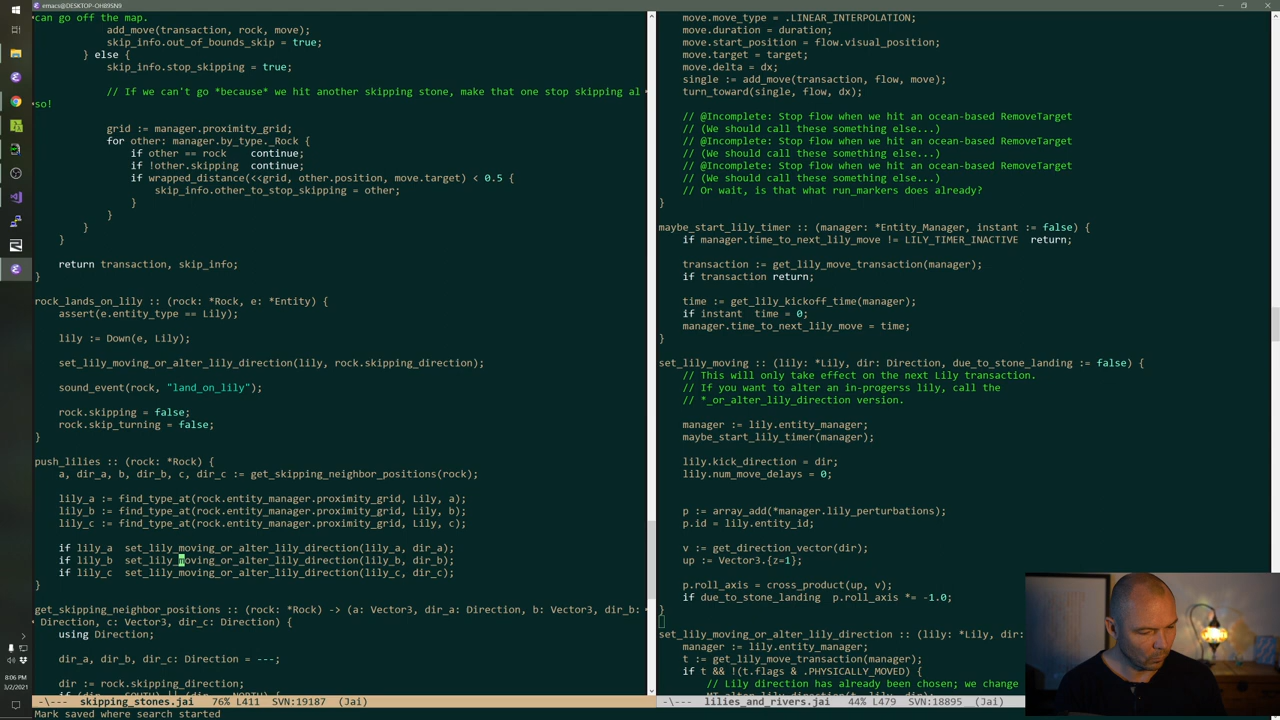 emacs@DESKTOP-OH89SN9
can go off the map.
add_move(transaction, rock, move);
skip_info.out_of_bounds_skip = true;
} else {
skip_info.stop_skipping = true;
// If we can't go *because* we hit another skipping stone, make that one stop skipping al
so!
grid := manager.proximity_grid;
for other: manager.by_type._Rock {
if other == rock    continue;
if !other.skipping  continue;
if wrapped_distance(<<grid, other.position, move.target) < 0.5 {
skip_info.other_to_stop_skipping = other;
}
}
}
}
return transaction, skip_info;
}
rock_lands_on_lily :: (rock: *Rock, e: *Entity) {
assert(e.entity_type == Lily);
lily := Down(e, Lily);
set_lily_moving_or_alter_lily_direction(lily, rock.skipping_direction);
sound_event(rock, "land_on_lily");
rock.skipping = false;
rock.skip_turning = false;
}
push_lilies :: (rock: *Rock) {
a, dir_a, b, dir_b, c, dir_c := get_skipping_neighbor_positions(rock);
lily_a := find_type_at(rock.entity_manager.proximity_grid, Lily, a);
lily_b := find_type_at(rock.entity_manager.proximity_grid, Lily, b);
lily_c := find_type_at(rock.entity_manager.proximity_grid, Lily, c);
if lily_a  set_lily_moving_or_alter_lily_direction(lily_a, dir_a);
if lily_b  set_lily_moving_or_alter_lily_direction(lily_b, dir_b);
if lily_c  set_lily_moving_or_alter_lily_direction(lily_c, dir_c);
}
get_skipping_neighbor_positions :: (rock: *Rock) -> (a: Vector3, dir_a: Direction, b: Vector3, dir_b:
Direction, c: Vector3, dir_c: Direction) {
using Direction;
dir_a, dir_b, dir_c: Direction = ---;
dir := rock.skipping_direction;
-\---  skipping_stones.jai   76% L411  SVN:19187  (Jai)
Mark saved where search started
move.move_type = .LINEAR_INTERPOLATION;
move.duration = duration;
move.start_position = flow.visual_position;
move.target = target;
move.delta = dx;
single := add_move(transaction, flow, move);
turn_toward(single, flow, dx);
// @Incomplete: Stop flow when we hit an ocean-based RemoveTarget
// (We should call these something else...)
// @Incomplete: Stop flow when we hit an ocean-based RemoveTarget
// (We should call these something else...)
// @Incomplete: Stop flow when we hit an ocean-based RemoveTarget
// (We should call these something else...)
// Or wait, is that what run_markers does already?
}
maybe_start_lily_timer :: (manager: *Entity_Manager, instant := false) {
if manager.time_to_next_lily_move != LILY_TIMER_INACTIVE  return;
transaction := get_lily_move_transaction(manager);
if transaction return;
time := get_lily_kickoff_time(manager);
if instant  time = 0;
manager.time_to_next_lily_move = time;
}
set_lily_moving :: (lily: *Lily, dir: Direction, due_to_stone_landing := false) {
// This will only take effect on the next Lily transaction.
// If you want to alter an in-progerss lily, call the
// *_or_alter_lily_direction version.
manager := lily.entity_manager;
maybe_start_lily_timer(manager);
lily.kick_direction = dir;
lily.num_move_delays = 0;
p := array_add(*manager.lily_perturbations);
p.id = lily.entity_id;
v := get_direction_vector(dir);
up := Vector3.{z=1};
p.roll_axis = cross_product(up, v);
if due_to_stone_landing  p.roll_axis *= -1.0;
}
set_lily_moving_or_alter_lily_direction :: (lily: *Lily, dir:
manager := lily.entity_manager;
t := get_lily_move_transaction(manager);
if t && !(t.flags & .PHYSICALLY_MOVED) {
// Lily direction has already been chosen; we change
-\---  lilies_and_rivers.jai   44% L479  SVN:18895  (Jai)
8:06 PM
3/2/2021